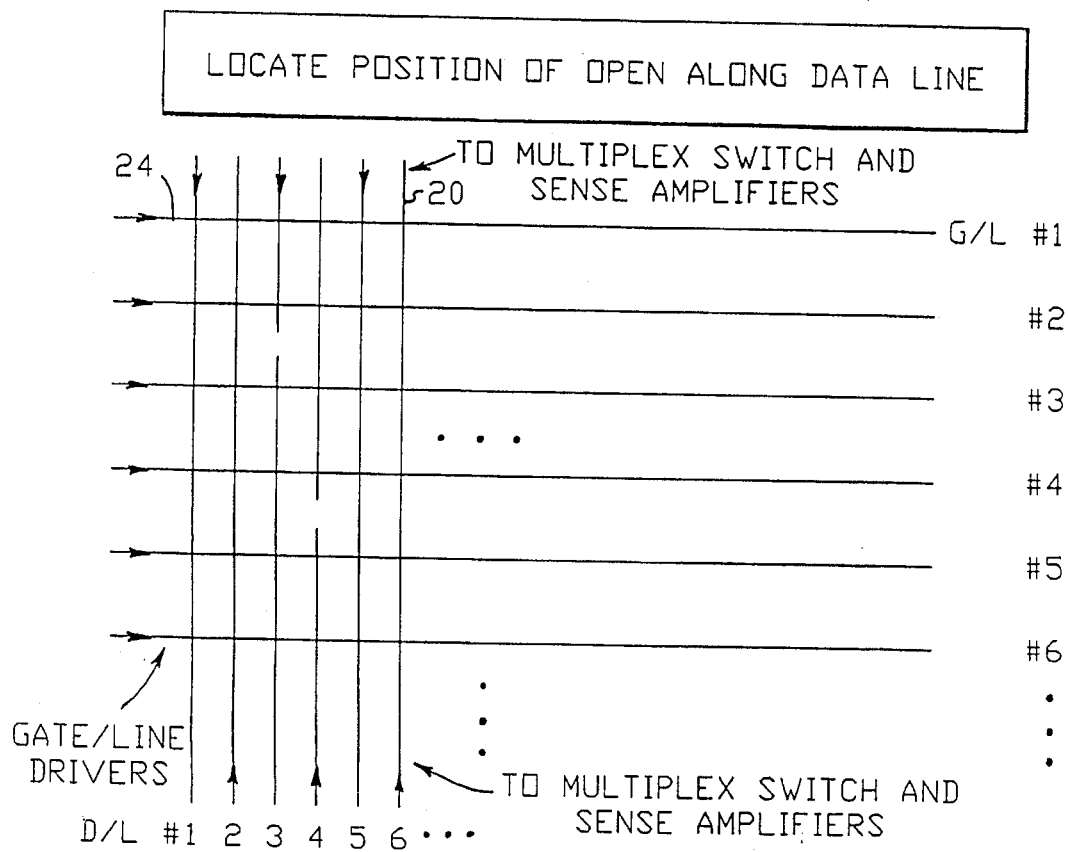 LOCATE POSITION OF OPEN ALONG DATA LINE
24
TO MULTIPLEX SWITCH AND
SENSE AMPLIFIERS
20
G/L #1
#2
#3
#4
#5
#6
GATE/LINE
DRIVERS
TO MULTIPLEX SWITCH AND
SENSE AMPLIFIERS
D/L #1 2 3 4 5 6